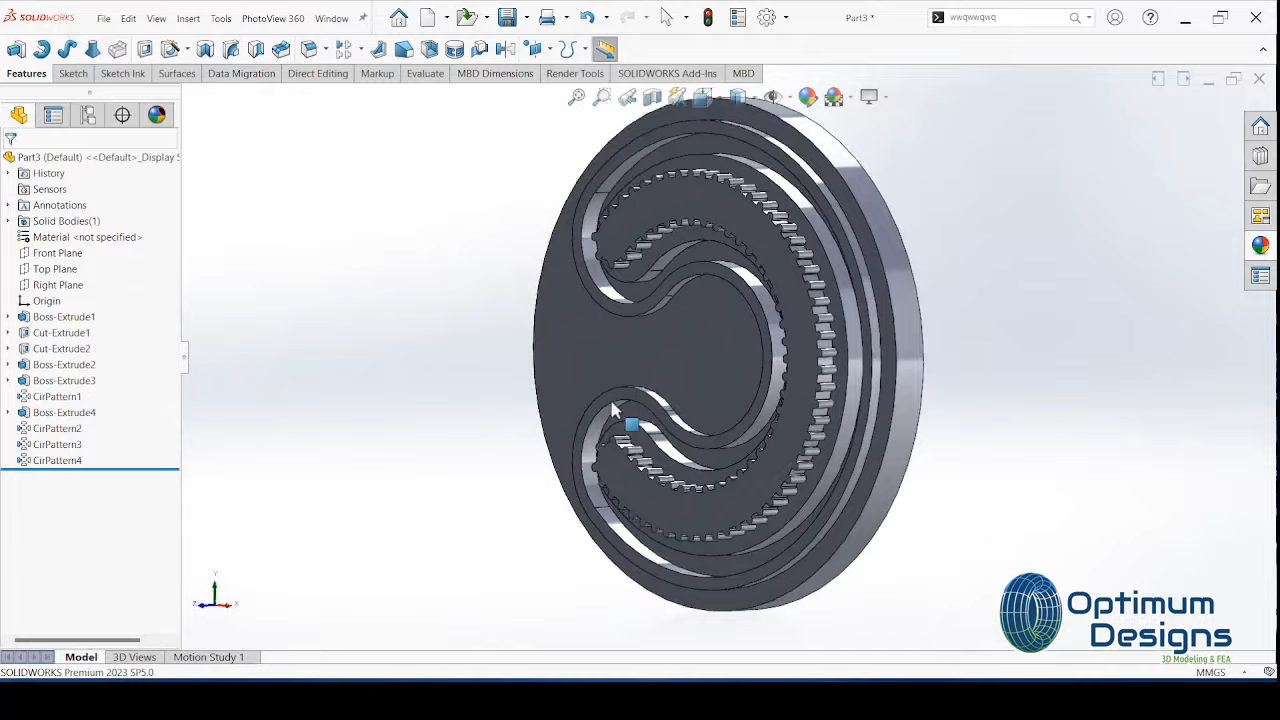 SOLIDWORKS File Edit View Insert Tools PhotoView 360 Window Part3 * wwqwwqwq
Features Sketch Sketch Ink Surfaces Data Migration Direct Editing Markup Evaluate MBD Dimensions Render Tools SOLIDWORKS Add-Ins MBD
Part3 (Default) <<Default>_Display S
History
Sensors
Annotations
Solid Bodies(1)
Material <not specified>
Front Plane
Top Plane
Right Plane
Origin
Boss-Extrude1
Cut-Extrude1
Cut-Extrude2
Boss-Extrude2
Boss-Extrude3
CirPattern1
Boss-Extrude4
CirPattern2
CirPattern3
CirPattern4
Y
Z X
Optimum
Designs
3D Modeling & FEA
Model 3D Views Motion Study 1
SOLIDWORKS Premium 2023 SP5.0 MMGS